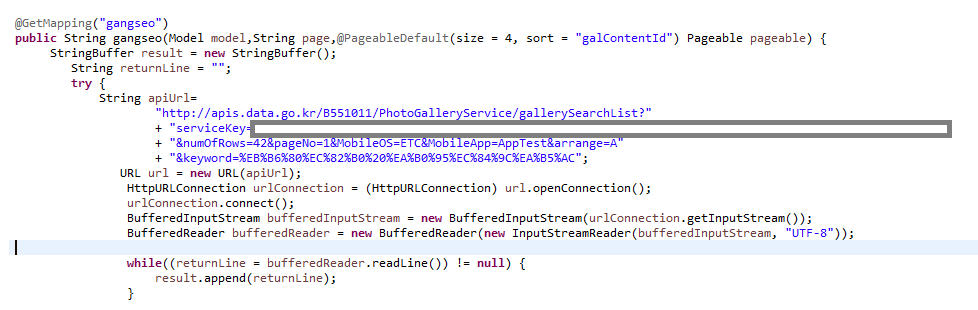 @GetMapping("gangseo")
public String gangseo(Model model,String page,@PageableDefault(size = 4, sort = "galContentId") Pageable pageable) {
StringBuffer result = new StringBuffer();
String returnLine = "";
try {
String apiUrl=
"http://apis.data.go.kr/B551011/PhotoGalleryService/gallerySearchList?"
+ "serviceKey=
+ "&numOfRows=42&pageNo=1&MobileOS=ETC&MobileApp=AppTest&arrange=A"
+ "&keyword=%EB%B6%80%EC%82%B0%20%EA%B0%95%EC%84%9C%EA%B5%AC";
URL url = new URL(apiUrl);
HttpURLConnection urlConnection = (HttpURLConnection) url.openConnection();
urlConnection.connect();
BufferedInputStream bufferedInputStream = new BufferedInputStream(urlConnection.getInputStream());
BufferedReader bufferedReader = new BufferedReader(new InputStreamReader(bufferedInputStream, "UTF-8"));
while((returnLine = bufferedReader.readLine()) != null) {
result.append(returnLine);
}